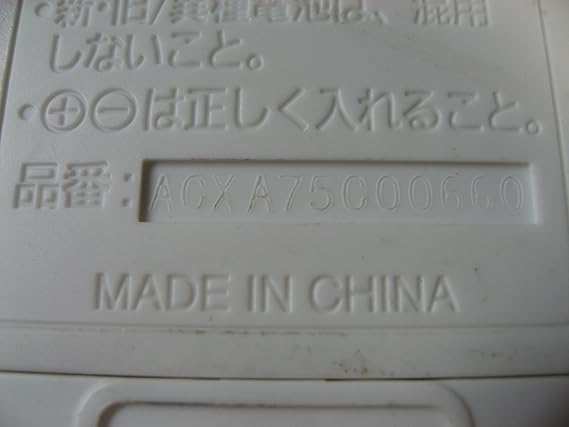 ・新・旧/異種電池は、混用
しないこと。
・⊕⊖は正しく入れること。
品番：ACXA75C00600
MADE IN CHINA